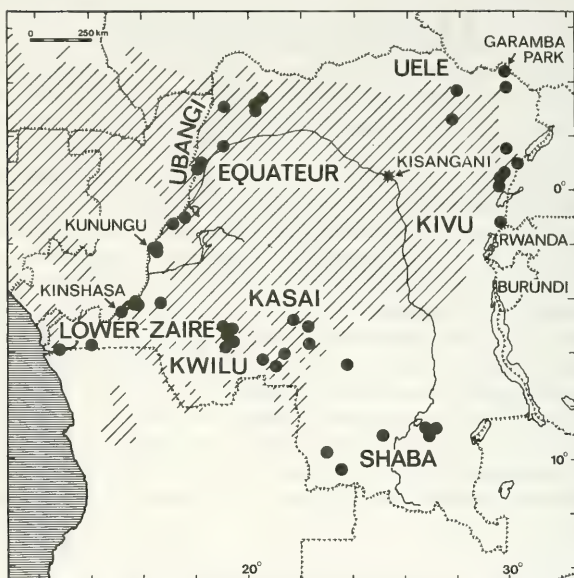 0 250 km
GARAMBA
PARK
UELE
UBANGI
EQUATEUR
KISANGANI
0°
KUNUNGU
KIVU
RWANDA
KINSHASA
KASAI
BURUNDI
LOWER-ZAIRE
KWILU
SHABA
10°
20°
30°